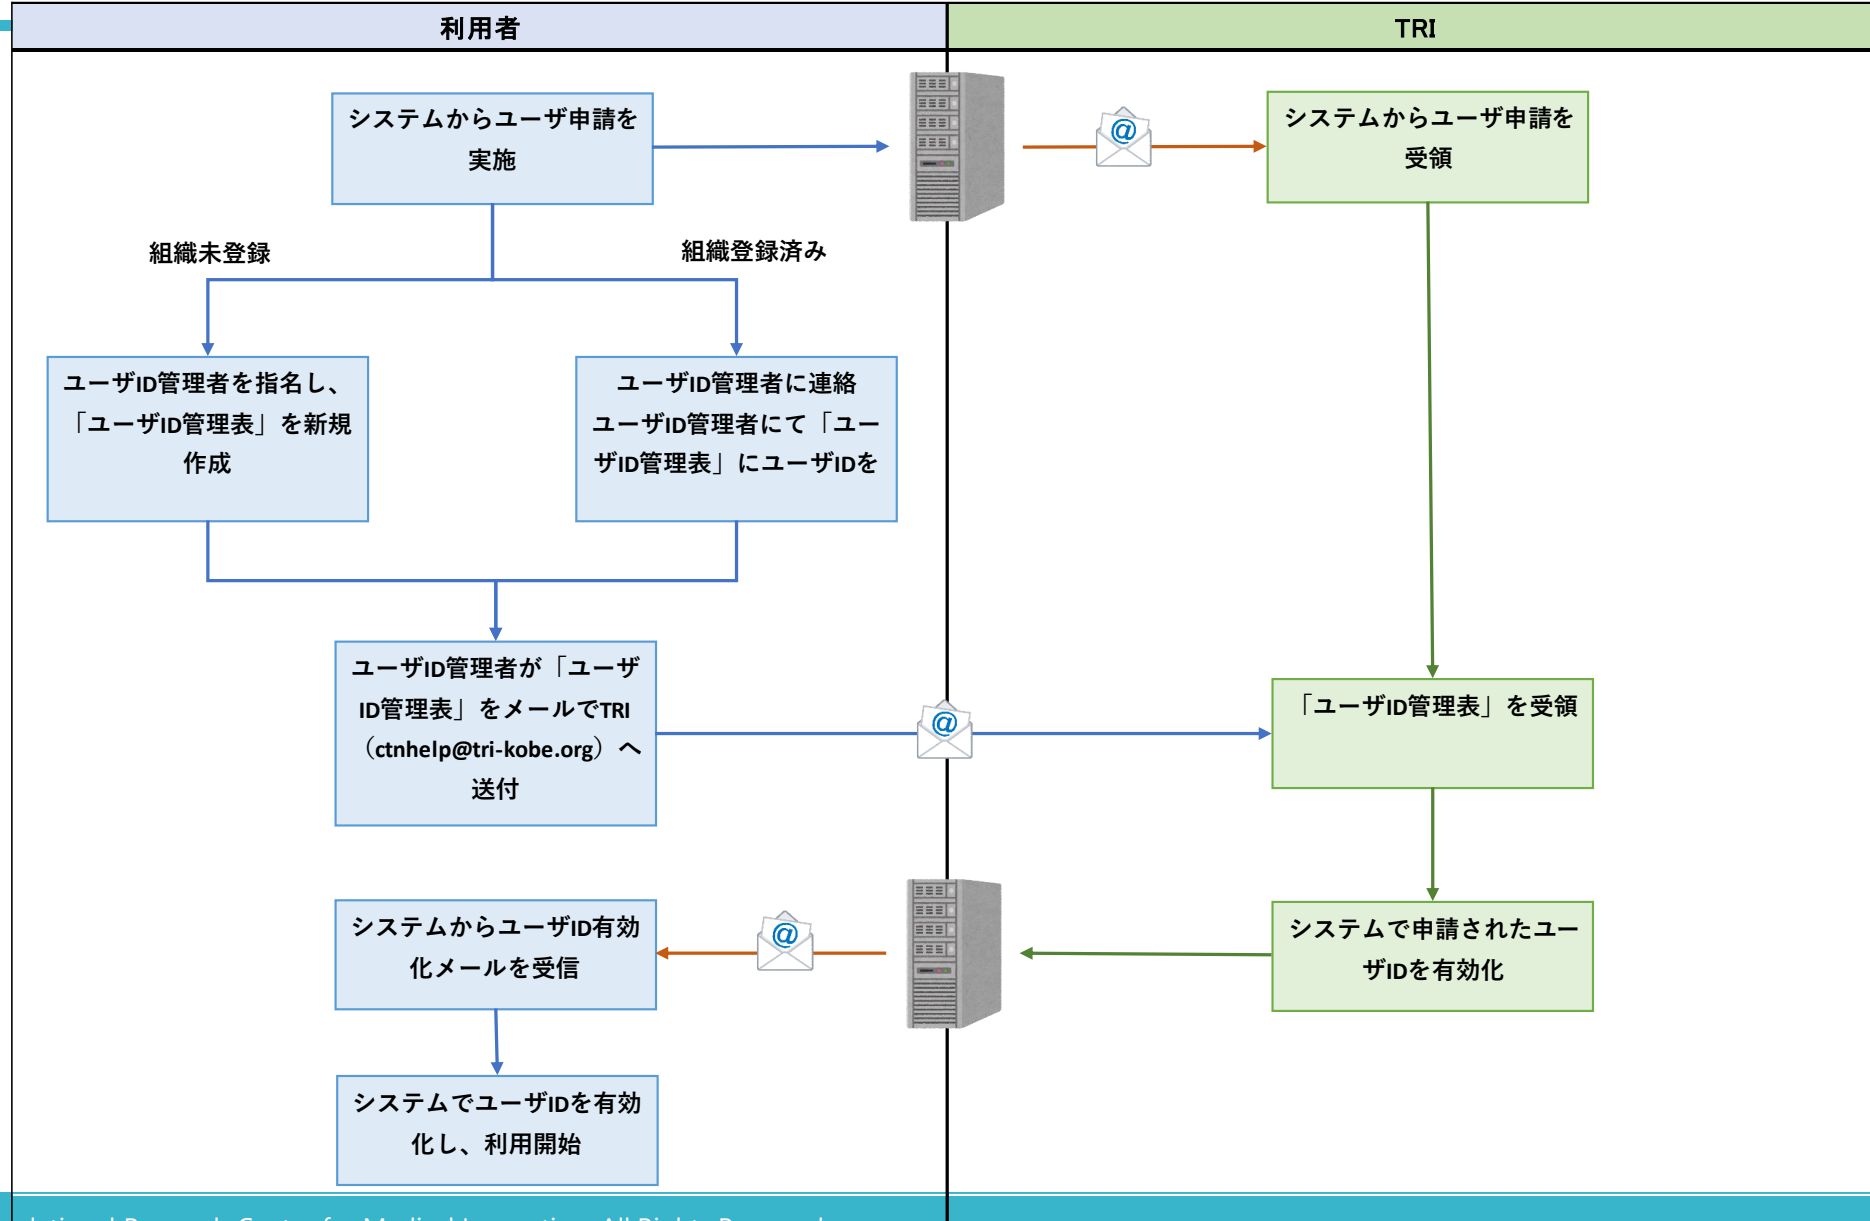 利用者
TRI
システムからユーザ申請を
実施
@
システムからユーザ申請を
受領
組織未登録
組織登録済み
ユーザID管理者を指名し、
「ユーザID管理表」を新規
作成
ユーザID管理者に連絡
ユーザID管理者にて「ユー
ザID管理表」にユーザIDを
ユーザID管理者が「ユーザ
ID管理表」をメールでTRI
（ctnhelp@tri-kobe.org）へ
送付
@
「ユーザID管理表」を受領
システムからユーザID有効
化メールを受信
@
システムで申請されたユー
ザIDを有効化
システムでユーザIDを有効
化し、利用開始